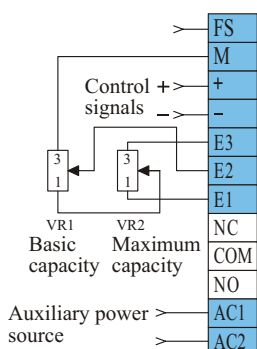 FS
M
Control +
signals –
+
–
E3
3
3
E2
1
1
E1
VR1
VR2
NC
Basic
Maximum
capacity
capacity
COM
NO
Auxiliary power
AC1
source
AC2